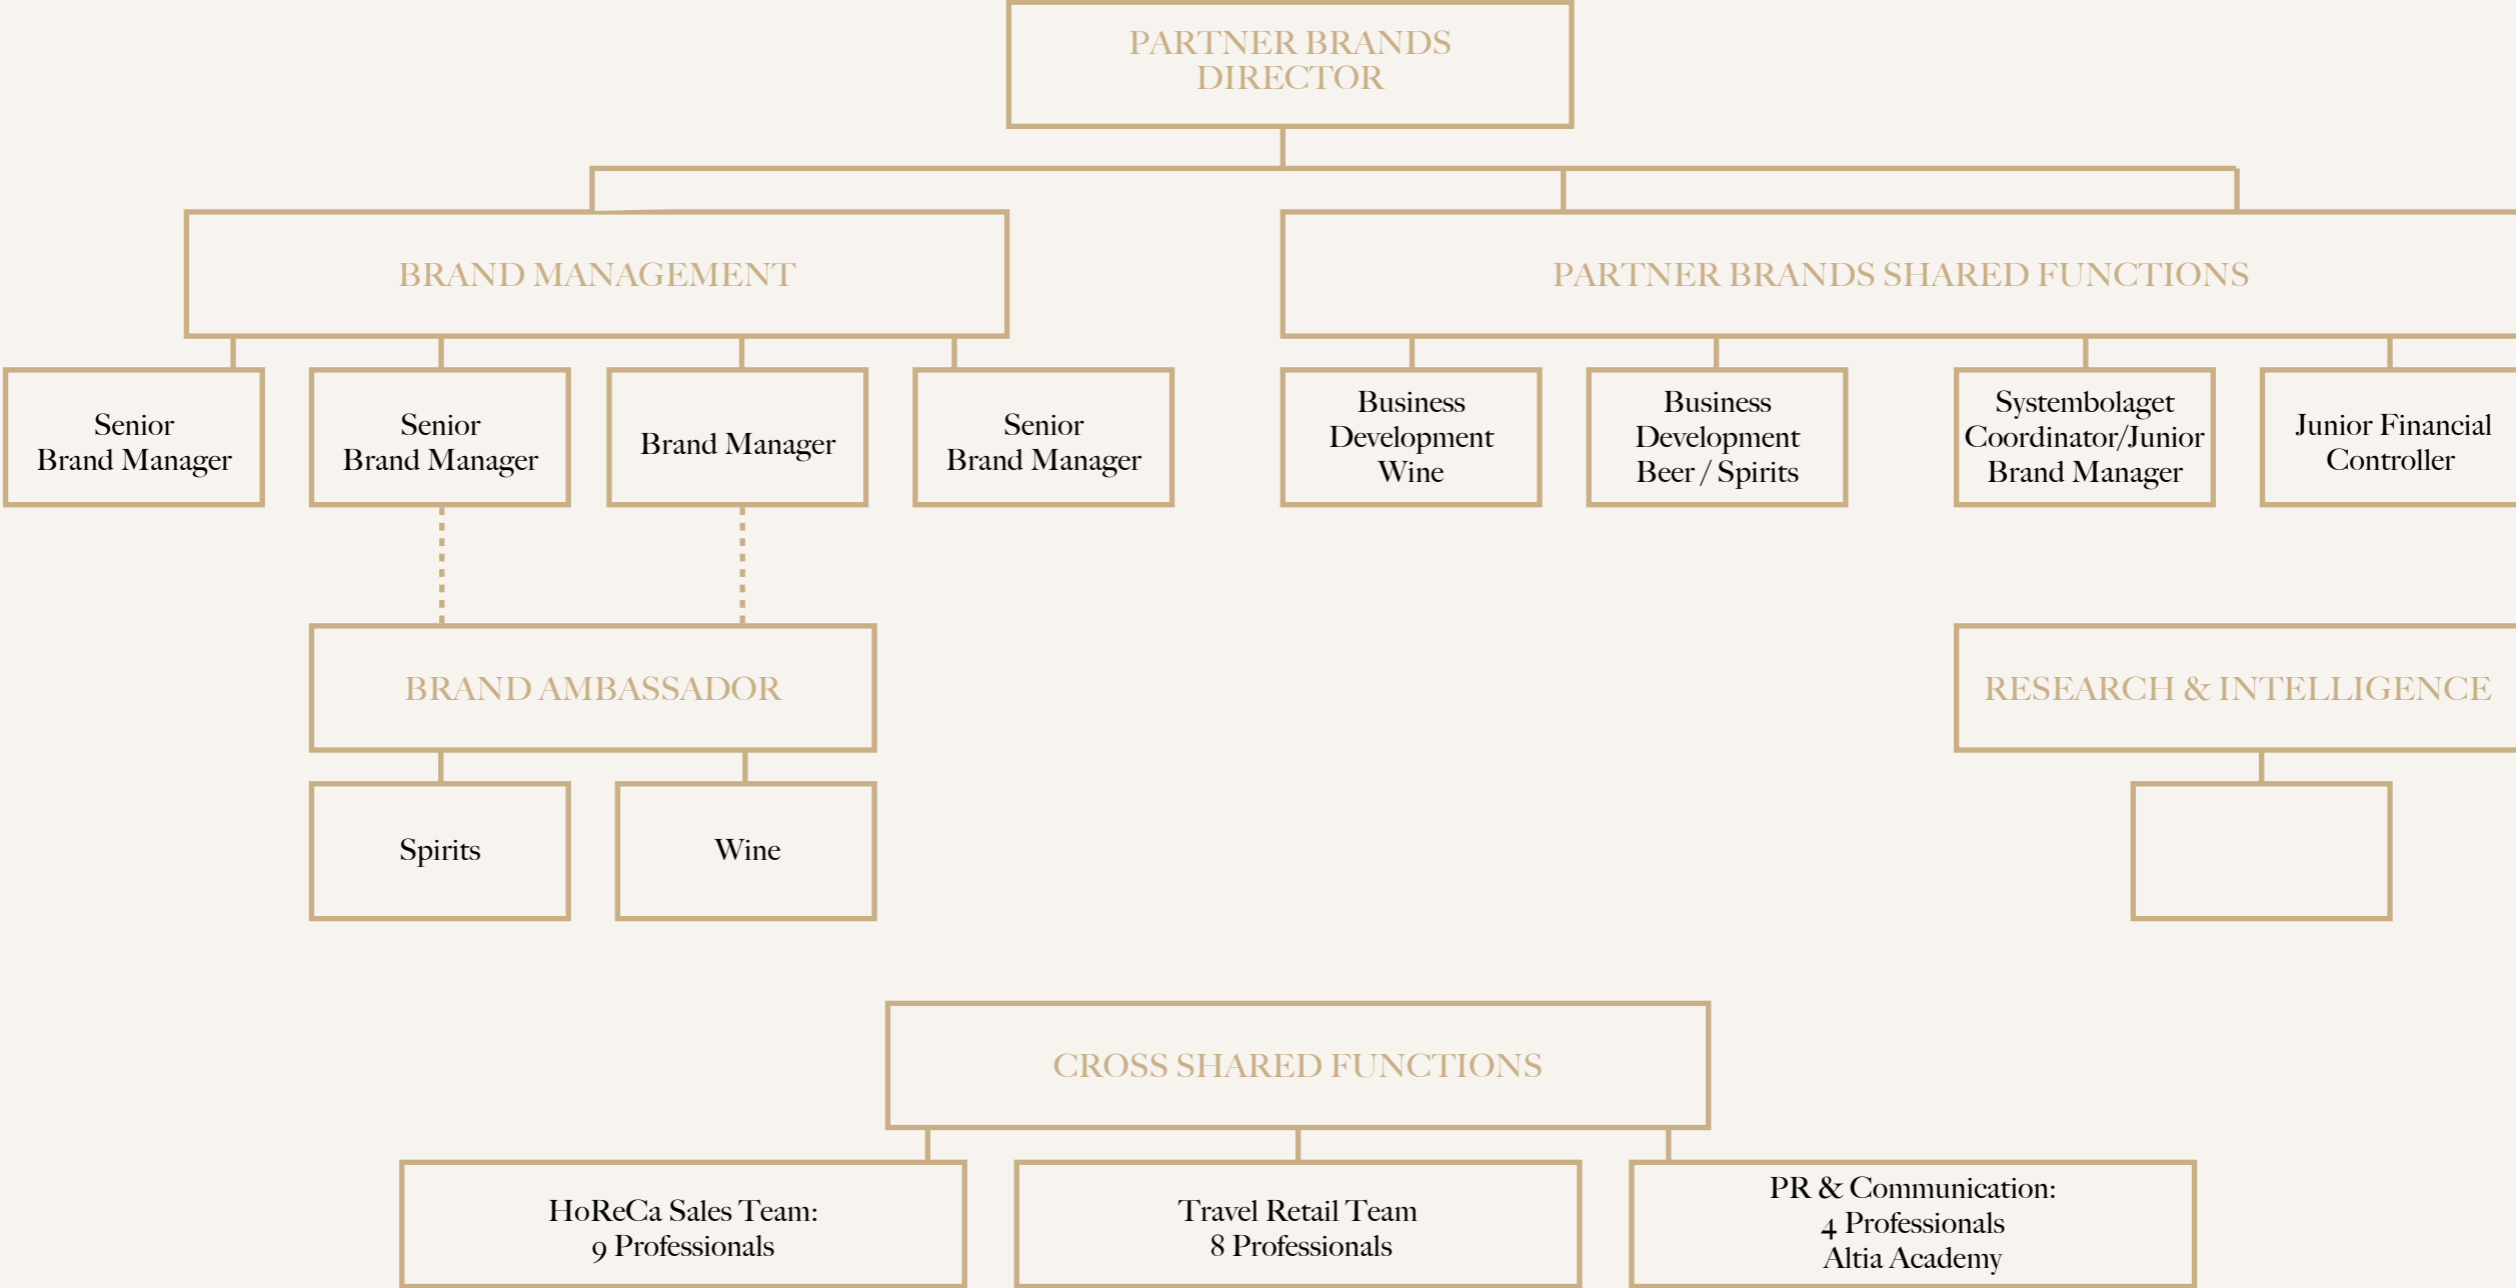 PARTNER BRANDS
DIRECTOR
BRAND MANAGEMENT
PARTNER BRANDS SHARED FUNCTIONS
Senior
Brand Manager
Senior
Brand Manager
Brand Manager
Senior
Brand Manager
Business
Development
Wine
Business
Development
Beer / Spirits
Systembolaget
Coordinator/Junior
Brand Manager
Junior Financial
Controller
BRAND AMBASSADOR
RESEARCH & INTELLIGENCE
Spirits
Wine
CROSS SHARED FUNCTIONS
HoReCa Sales Team:
9 Professionals
Travel Retail Team
8 Professionals
PR & Communication:
4 Professionals
Altia Academy